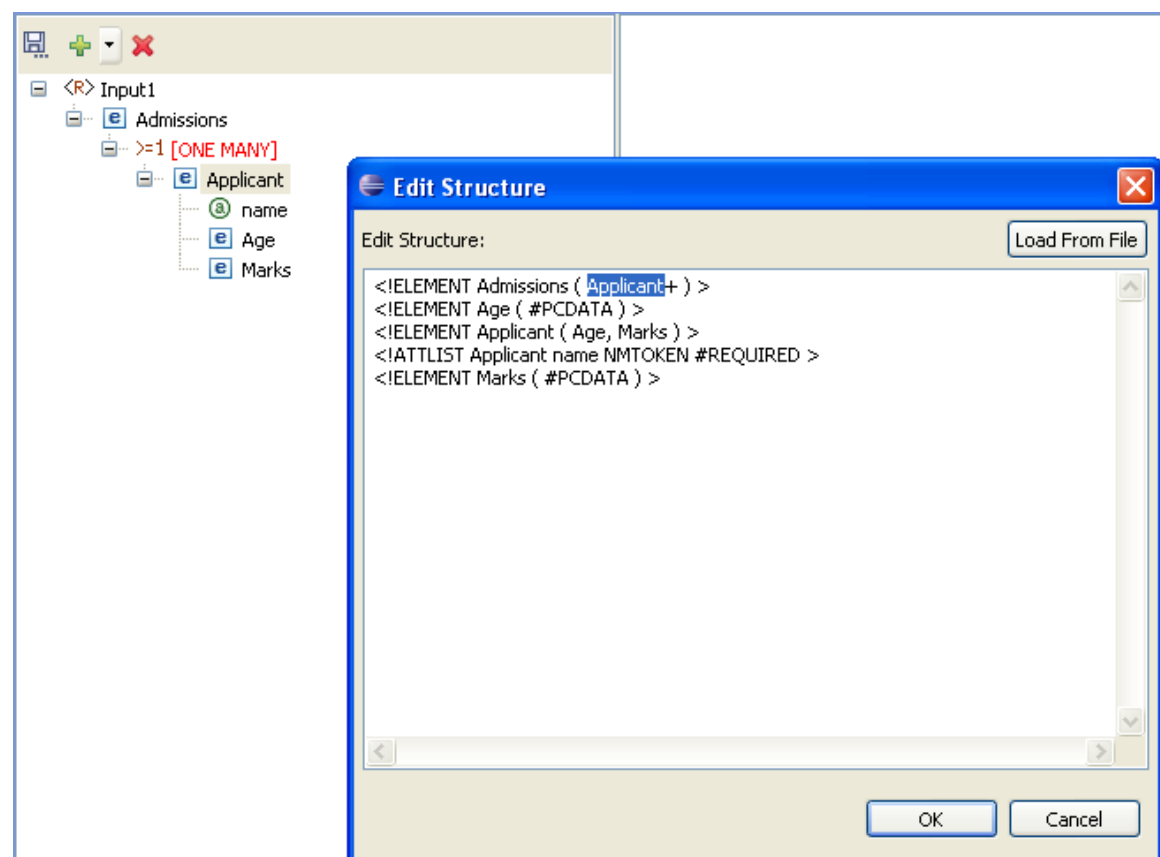 <R> Input1
e Admissions
>=1 [ONE MANY]
e Applicant
a name
e Age
e Marks
Edit Structure
Edit Structure:
Load From File
<!ELEMENT Admissions ( Applicant+ ) >
<!ELEMENT Age ( #PCDATA ) >
<!ELEMENT Applicant ( Age, Marks ) >
<!ATTLIST Applicant name NMTOKEN #REQUIRED >
<!ELEMENT Marks ( #PCDATA ) >
OK
Cancel